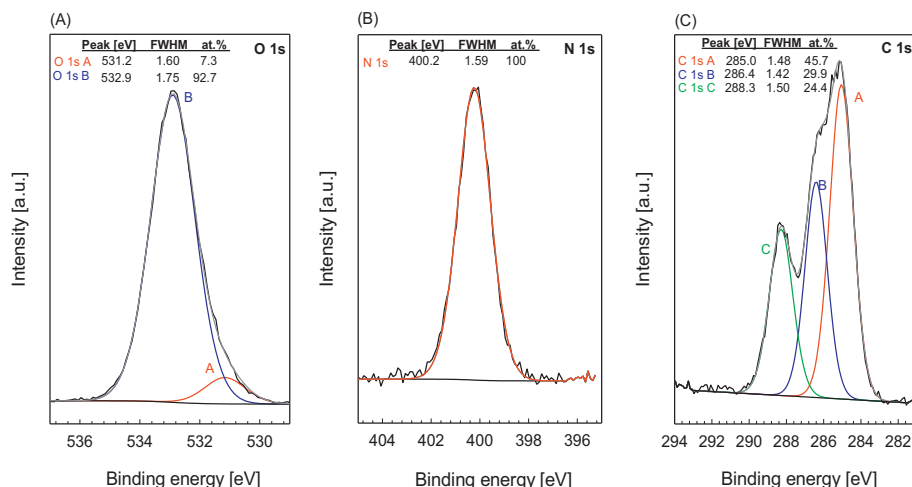 (A)
Peak [eV] FWHM at.% O 1s
O 1s A 531.2 1.60 7.3
O 1s B 532.9 1.75 92.7
B
A
Intensity [a.u.]
536 534 532 530
Binding energy [eV]
(B)
Peak [eV] FWHM at.% N 1s
N 1s 400.2 1.59 100
Intensity [a.u.]
404 402 400 398 396
Binding energy [eV]
(C)
Peak [eV] FWHM at.% C 1s
C 1s A 285.0 1.48 45.7
C 1s B 286.4 1.42 29.9
C 1s C 288.3 1.50 24.4
A
B
C
Intensity [a.u.]
294 292 290 288 286 284 282
Binding energy [eV]